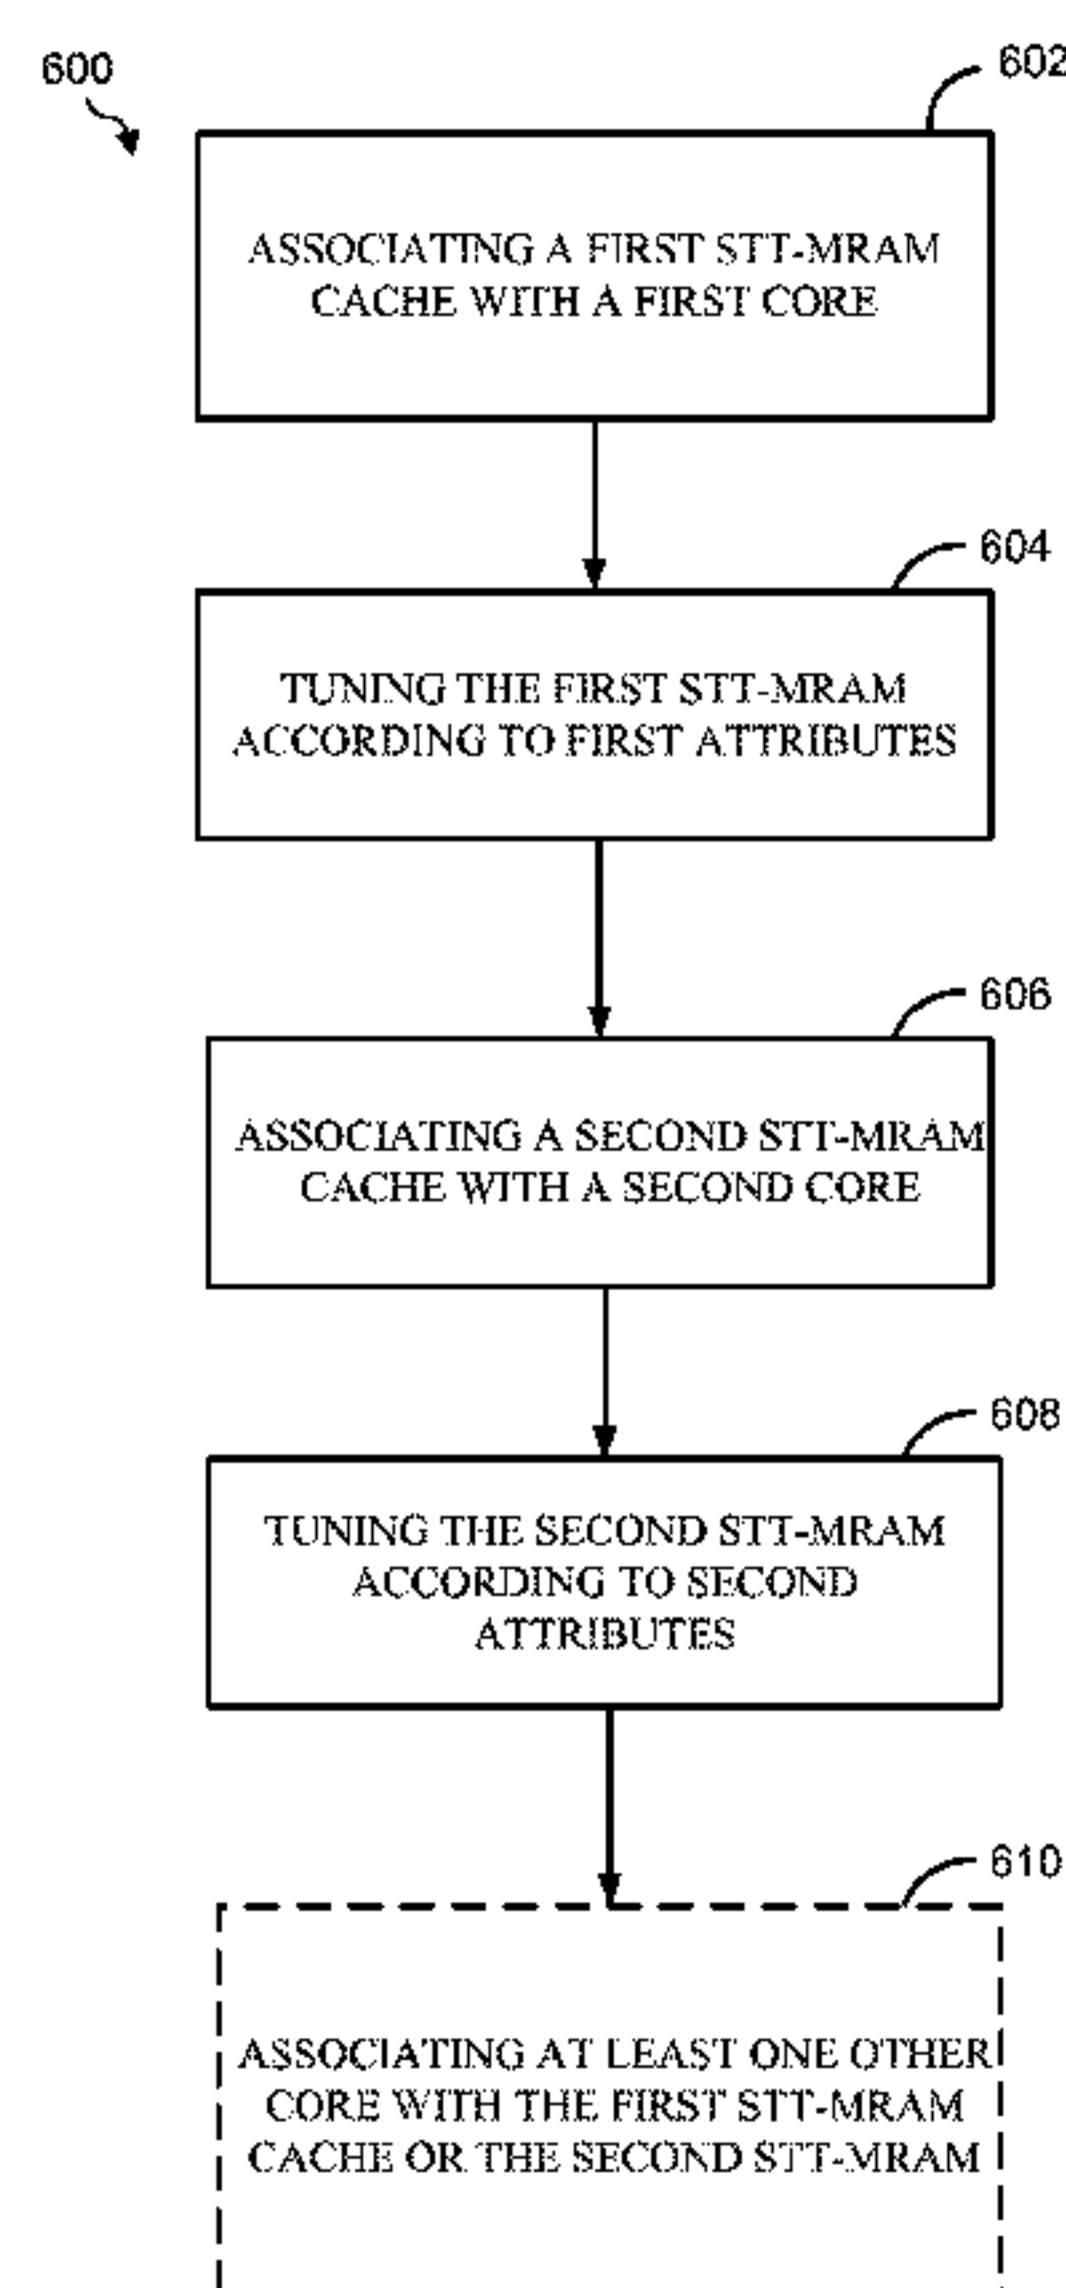 600
602
ASSOCIATING A FIRST STT-MRAM
CACHE WITH A FIRST CORE
604
TUNING THE FIRST STT-MRAM
ACCORDING TO FIRST ATTRIBUTES
606
ASSOCIATING A SECOND STT-MRAM
CACHE WITH A SECOND CORE
608
TUNING THE SECOND STT-MRAM
ACCORDING TO SECOND
ATTRIBUTES
610
ASSOCIATING AT LEAST ONE OTHER
CORE WITH THE FIRST STT-MRAM
CACHE OR THE SECOND STT-MRAM